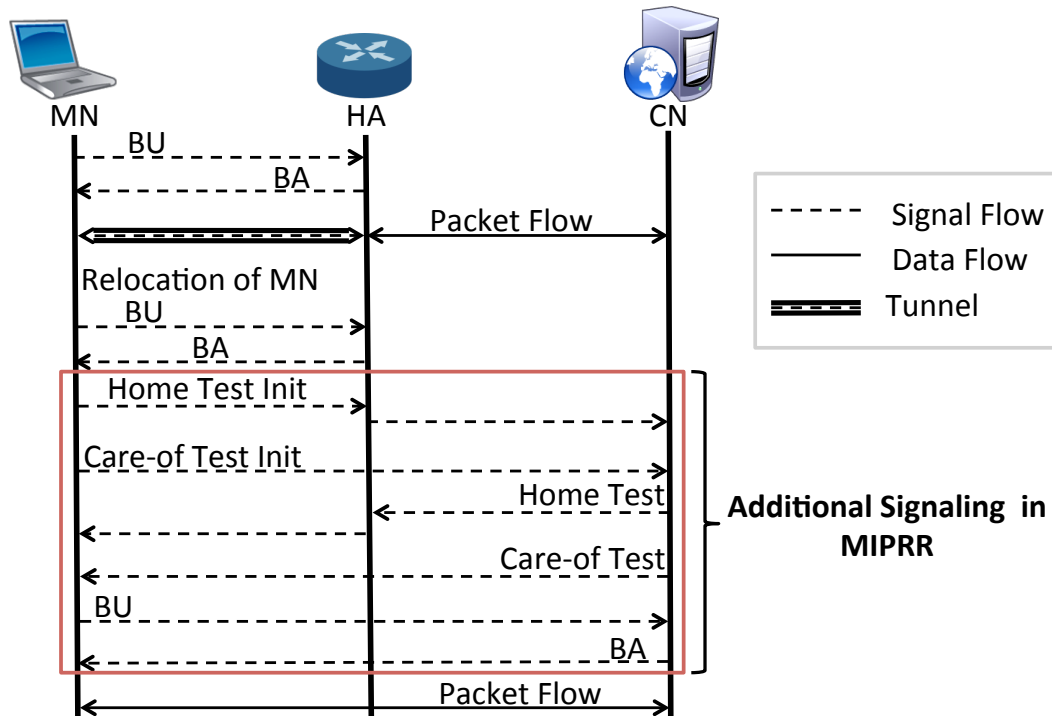 MN
HA
CN
BU
BA
Packet Flow
Relocation of MN
BU
BA
Home Test Init
Care-of Test Init
Home Test
Care-of Test
BU
BA
Packet Flow
Signal Flow
Data Flow
Tunnel
Additional Signaling in
MIPRR